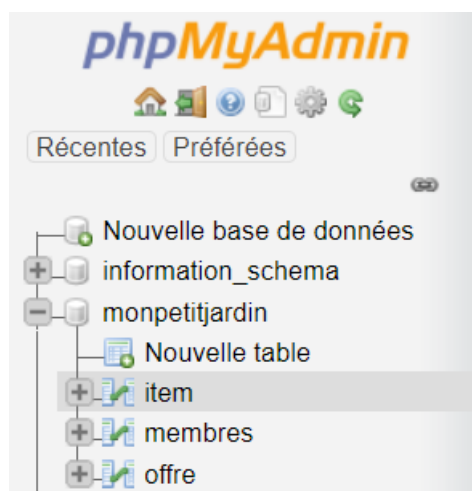 phpMyAdmin
Récentes Préférées
Nouvelle base de données
information_schema
monpetitjardin
Nouvelle table
item
membres
offre